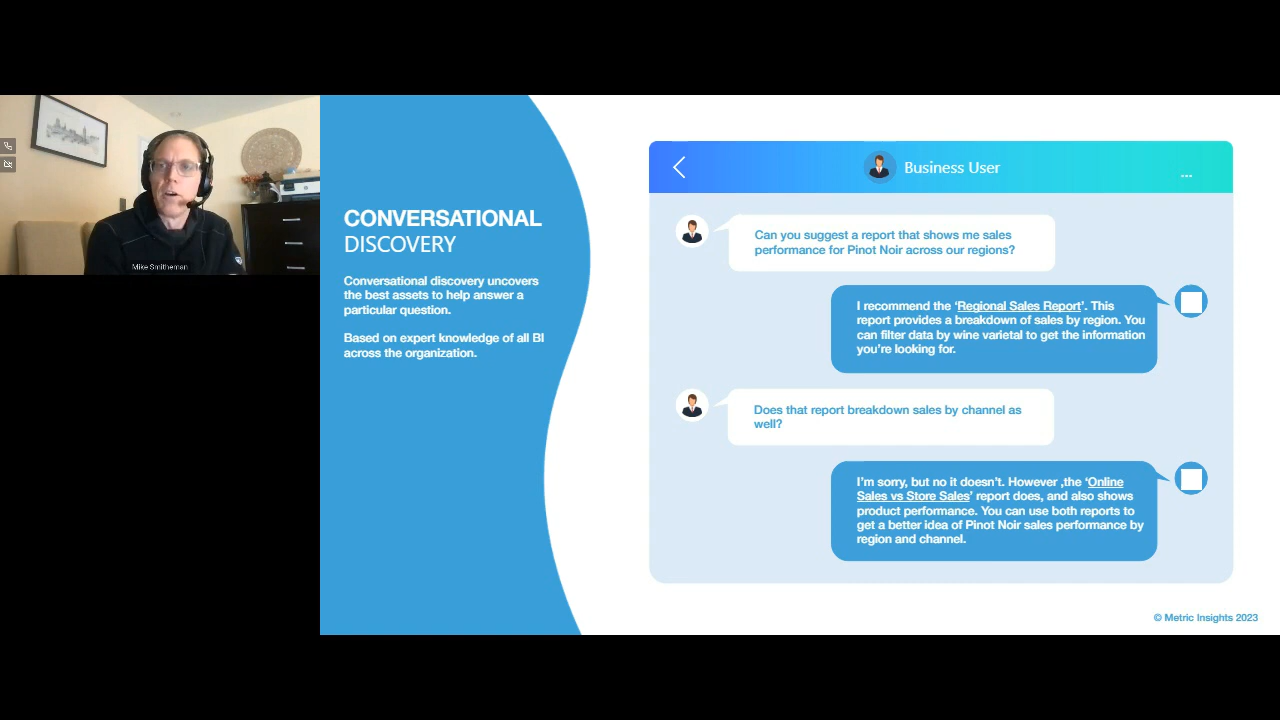 Mike Smitheman
CONVERSATIONAL
DISCOVERY
Conversational discovery uncovers
the best assets to help answer a
particular question.
Based on expert knowledge of all BI
across the organization.
Business User
...
Can you suggest a report that shows me sales
performance for Pinot Noir across our regions?
I recommend the ‘Regional Sales Report’. This
report provides a breakdown of sales by region. You
can filter data by wine varietal to get the information
you’re looking for.
Does that report breakdown sales by channel as
well?
I’m sorry, but no it doesn’t. However ,the ‘Online
Sales vs Store Sales’ report does, and also shows
product performance. You can use both reports to
get a better idea of Pinot Noir sales performance by
region and channel.
© Metric Insights 2023